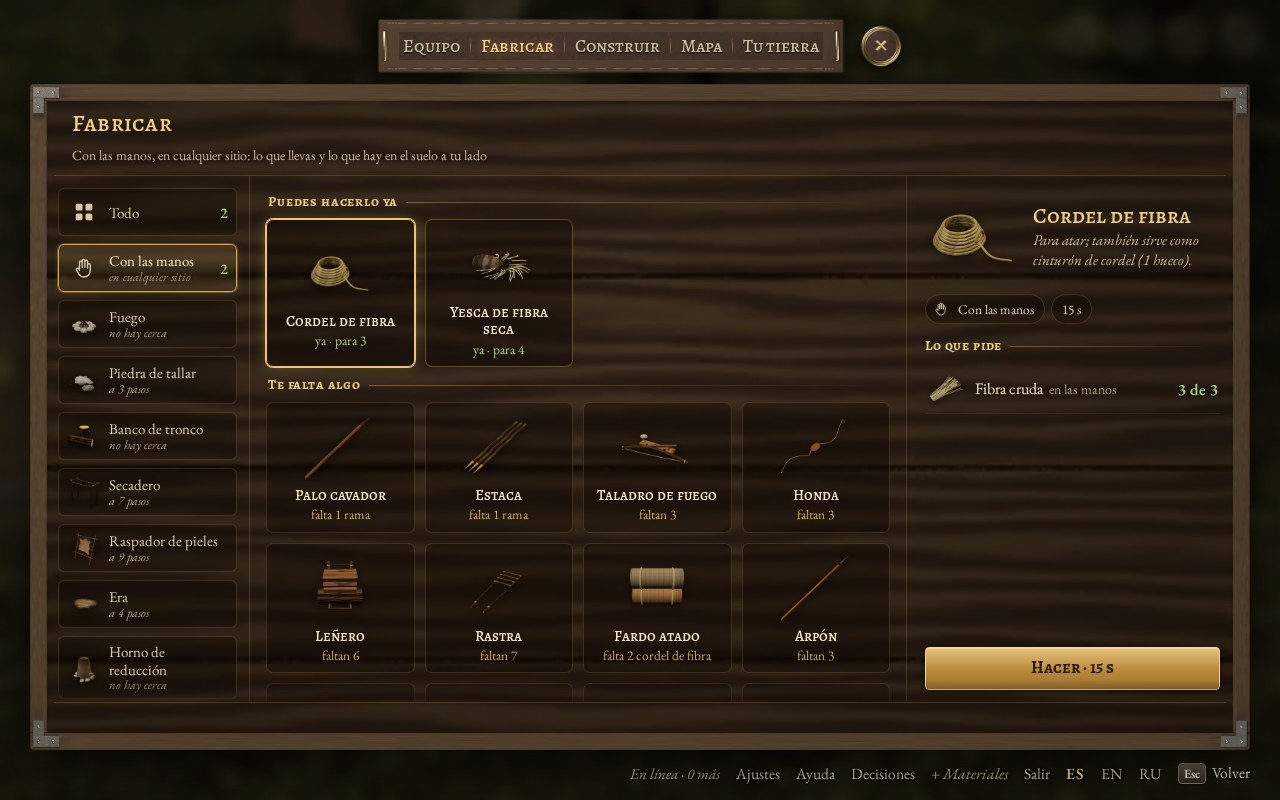 Equipo
Fabricar
Construir
Mapa
Tu tierra
Fabricar
Con las manos, en cualquier sitio: lo que llevas y lo que hay en el suelo a tu lado
Todo
2
Con las manos
en cualquier sitio
2
Fuego
no hay cerca
Piedra de tallar
a 3 pasos
Banco de tronco
no hay cerca
Secadero
a 7 pasos
Raspador de pieles
a 9 pasos
Era
a 4 pasos
Horno de
reducción
no hay cerca
Puedes hacerlo ya
Cordel de fibra
ya · para 3
Yesca de fibra
seca
ya · para 4
Te falta algo
Palo cavador
falta 1 rama
Estaca
falta 1 rama
Taladro de fuego
faltan 3
Honda
faltan 3
Leñero
faltan 6
Rastra
faltan 7
Fardo atado
falta 2 cordel de fibra
Arpón
faltan 3
Cordel de fibra
Para atar; también sirve como
cinturón de cordel (1 hueco).
Con las manos
15 s
Lo que pide
Fibra cruda en las manos
3 de 3
Hacer · 15 s
En línea · 0 más
Ajustes
Ayuda
Decisiones
+ Materiales
Salir
ES
EN
RU
Esc
Volver